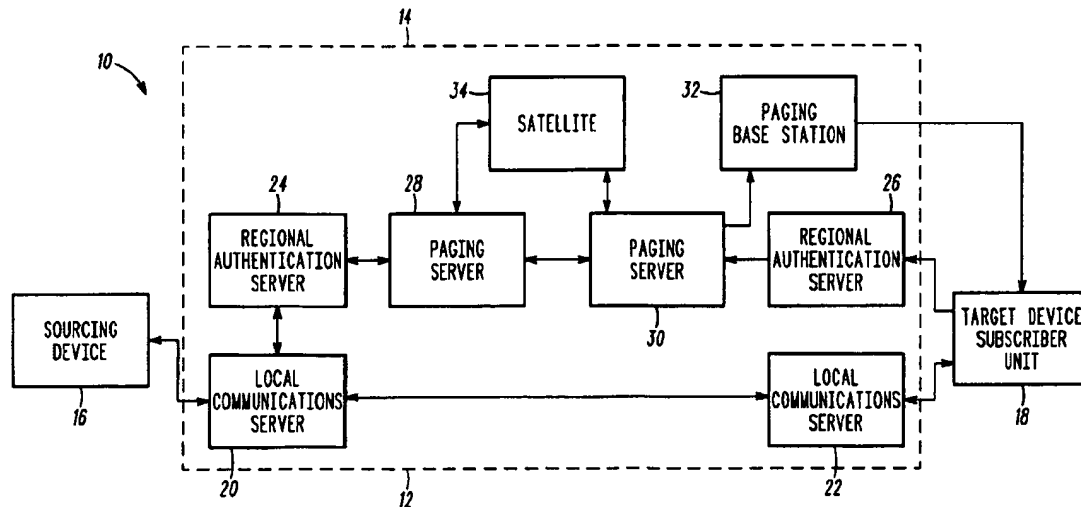 10
14
34
SATELLITE
32
PAGING
BASE STATION
24
REGIONAL
AUTHENTICATION
SERVER
28
PAGING
SERVER
PAGING
SERVER
30
26
REGIONAL
AUTHENTICATION
SERVER
SOURCING
DEVICE
16
LOCAL
COMMUNICATIONS
SERVER
20
12
LOCAL
COMMUNICATIONS
SERVER
22
TARGET DEVICE
SUBSCRIBER
UNIT
18